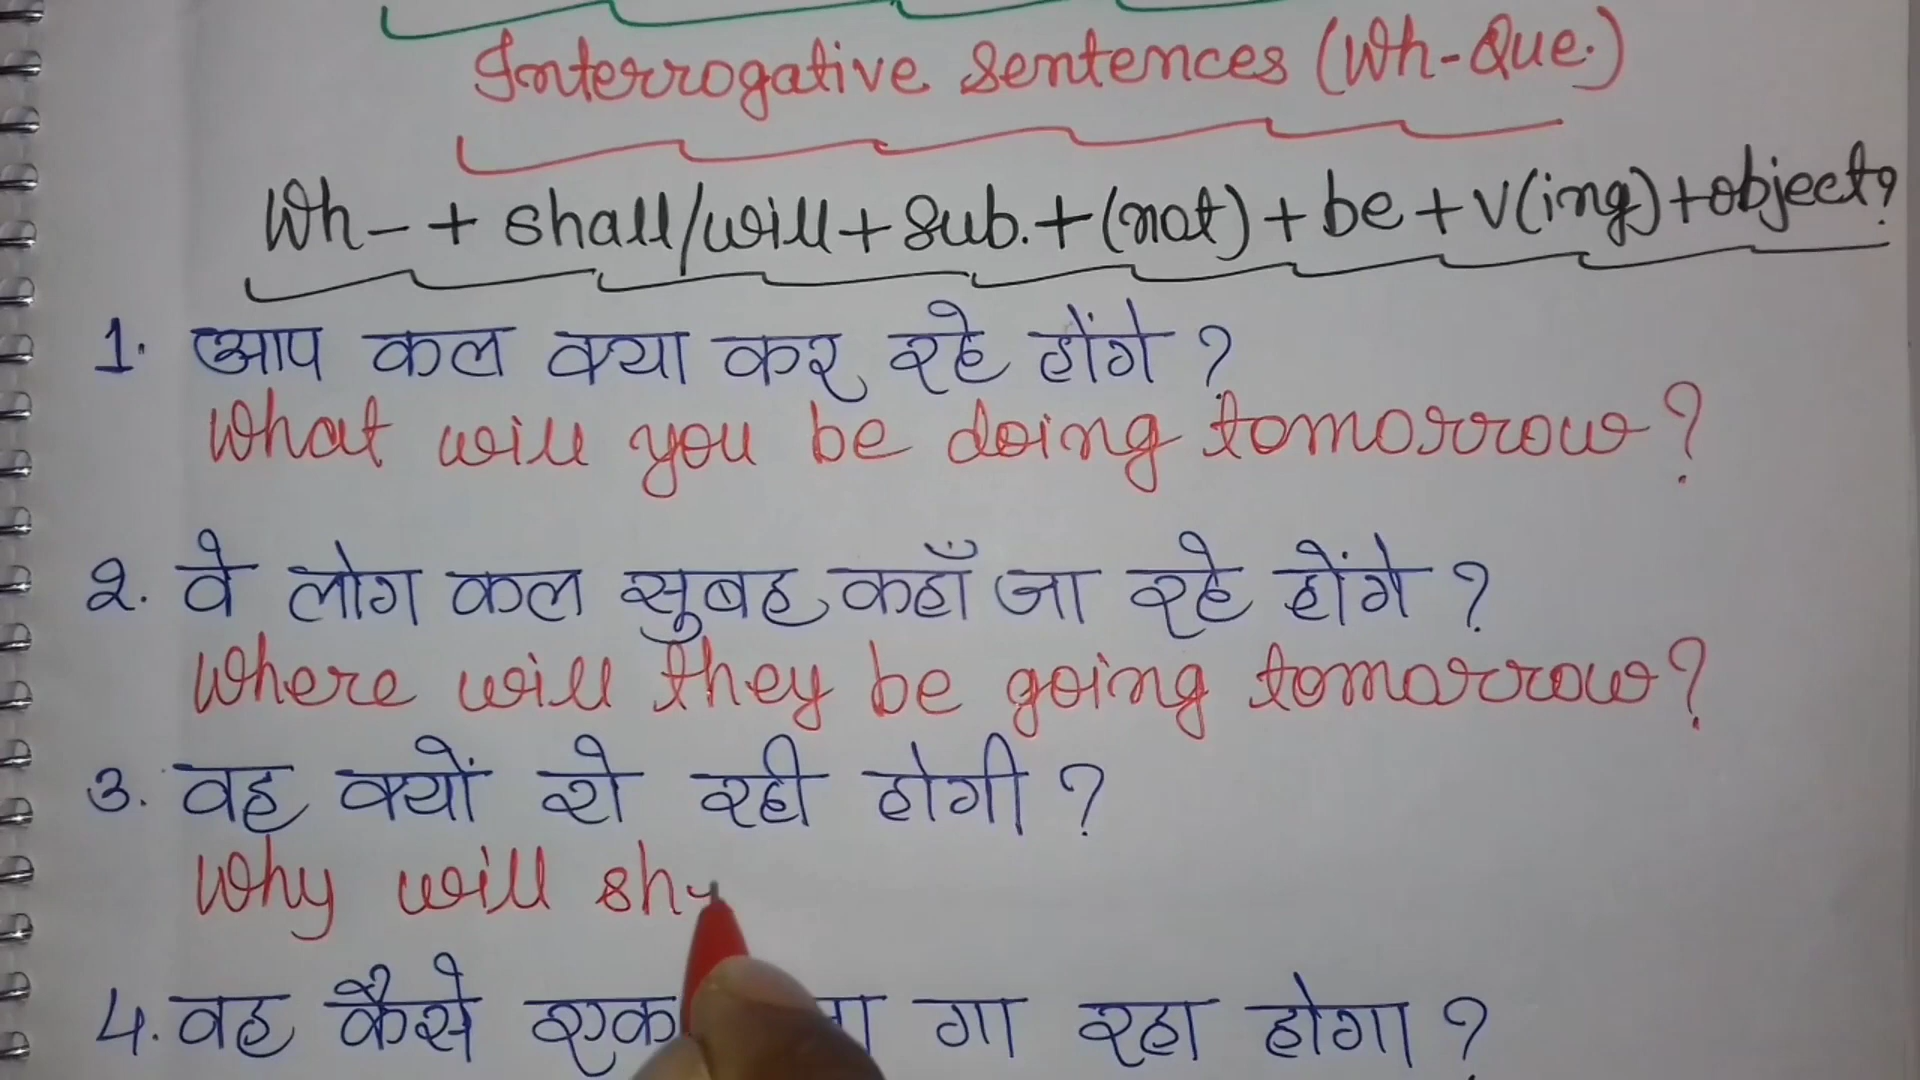 Interrogative Sentences (Wh-Que.)
Wh- + shall/will + Sub. + (not) + be + V(ing) + object?
1. आप कल क्या कर रहे होंगे ?
What will you be doing tomorrow?
2. वे लोग कल सुबह कहाँ जा रहे होंगे ?
Where will they be going tomorrow?
3. वह क्यों रो रही होगी ?
Why will sh
4. वह कैसे एक गा रहा होगा ?